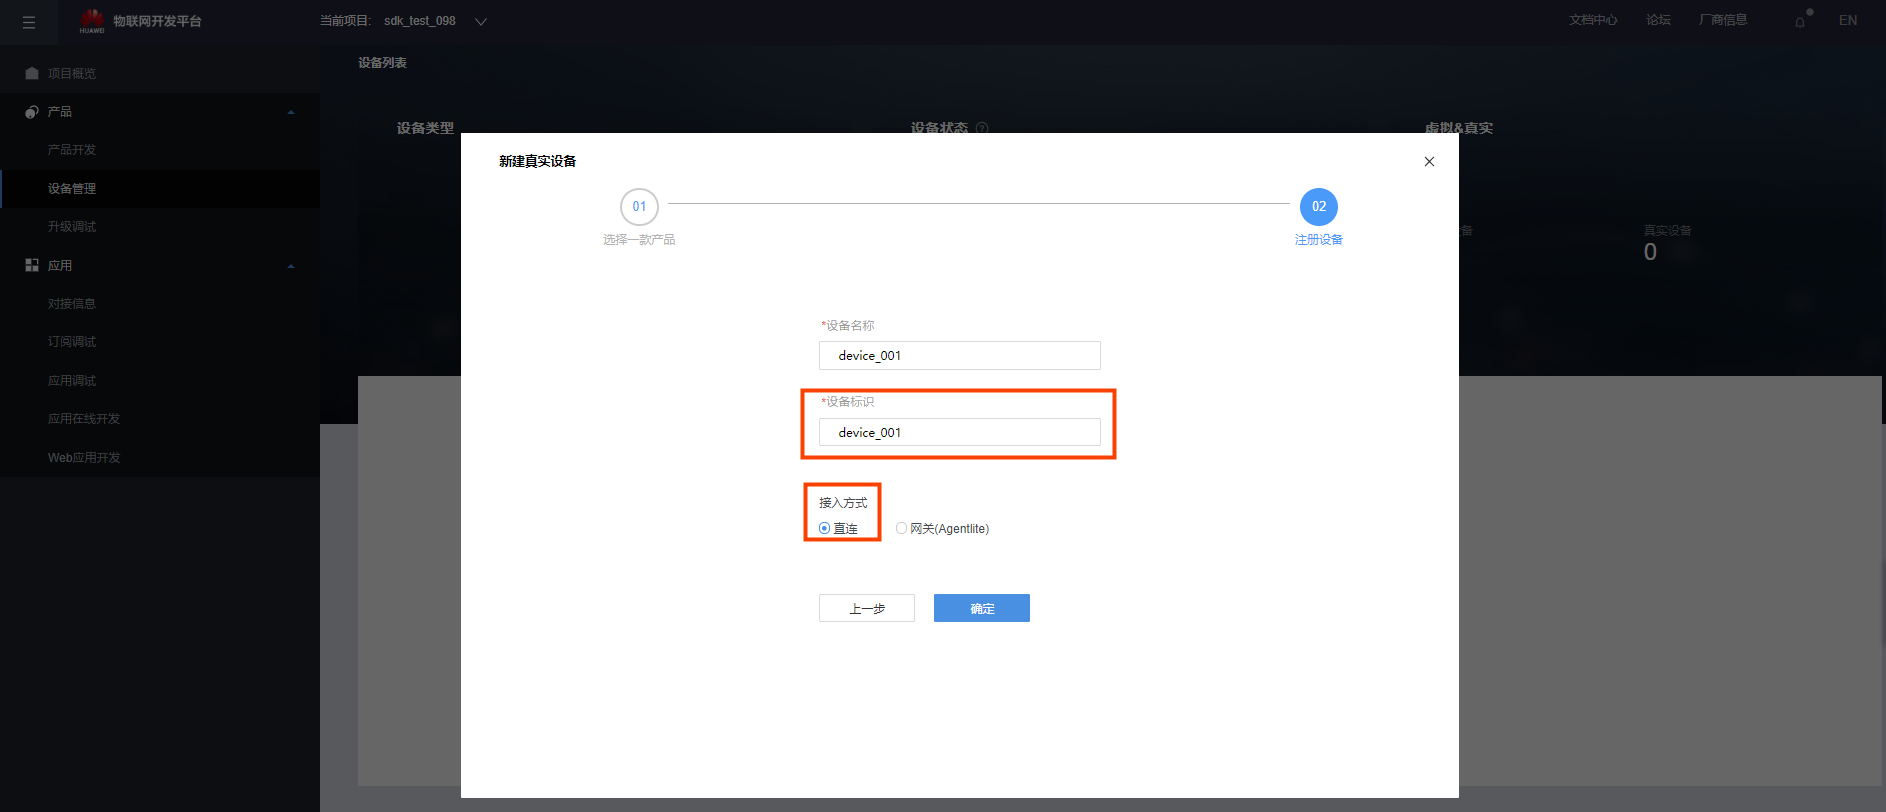 HUAWEI
物联网开发平台
当前项目: sdk_test_098
文档中心
论坛
厂商信息
EN
项目概览
产品
产品开发
设备管理
升级调试
应用
对接信息
订阅调试
应用调试
应用在线开发
Web应用开发
设备列表
设备类型
设备状态
虚拟&真实
真实设备
0
新建真实设备
01
选择一款产品
02
注册设备
*设备名称
device_001
*设备标识
device_001
接入方式
直连
网关(Agentlite)
上一步
确定